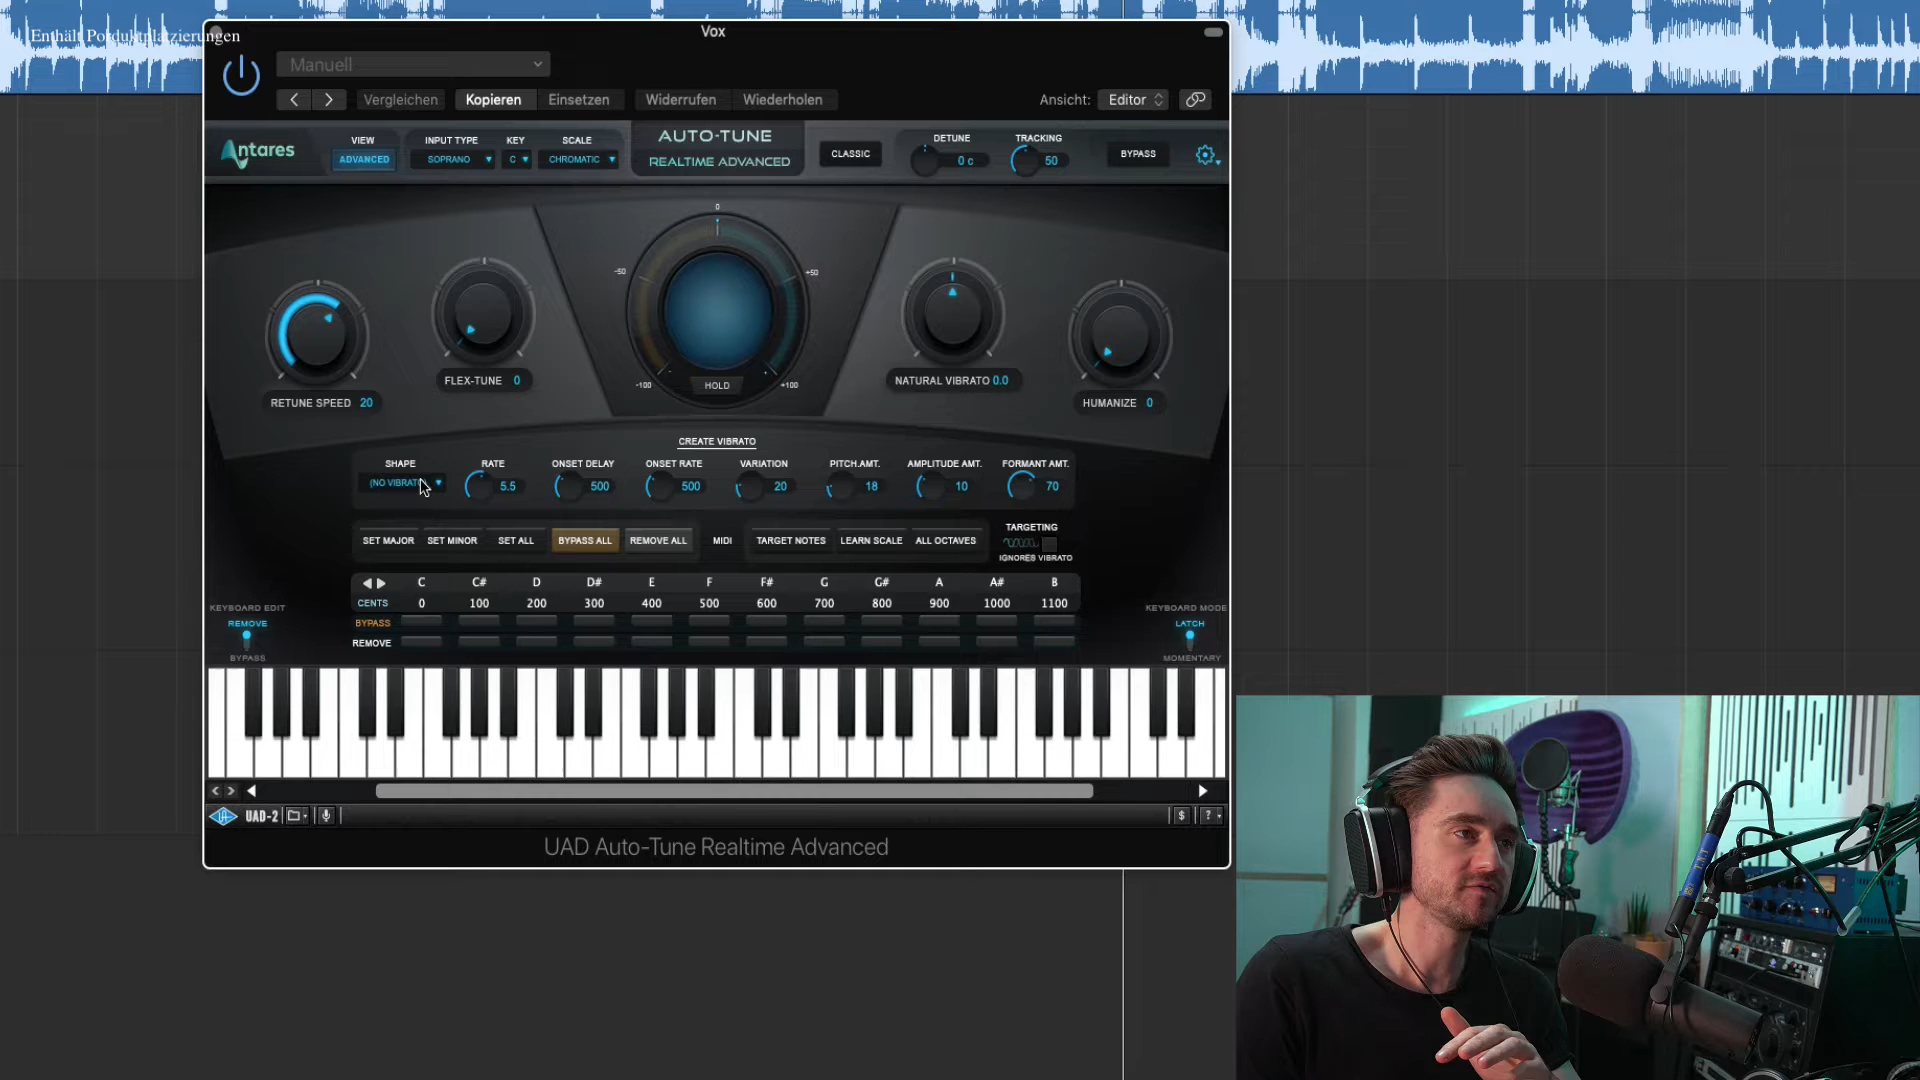 Vox
Enthält Porduktplatzierungen
Manuell
Vergleichen Kopieren Einsetzen Widerrufen Wiederholen Ansicht: Editor
Antares
VIEW INPUT TYPE KEY SCALE
ADVANCED SOPRANO C CHROMATIC
AUTO-TUNE
REALTIME ADVANCED
CLASSIC
DETUNE TRACKING
0 c 50
BYPASS
0
-50 +50
-100 HOLD +100
RETUNE SPEED 20
FLEX-TUNE 0
NATURAL VIBRATO 0.0
HUMANIZE 0
CREATE VIBRATO
SHAPE RATE ONSET DELAY ONSET RATE VARIATION PITCH.AMT. AMPLITUDE AMT. FORMANT AMT.
(NO VIBRATO) 5.5 500 500 20 18 10 70
SET MAJOR SET MINOR SET ALL BYPASS ALL REMOVE ALL MIDI TARGET NOTES LEARN SCALE ALL OCTAVES
TARGETING
IGNORES VIBRATO
C C# D D# E F F# G G# A A# B
CENTS 0 100 200 300 400 500 600 700 800 900 1000 1100
BYPASS
REMOVE
KEYBOARD EDIT
REMOVE
BYPASS
KEYBOARD MODE
LATCH
MOMENTARY
UAD-2
$ ?
UAD Auto-Tune Realtime Advanced